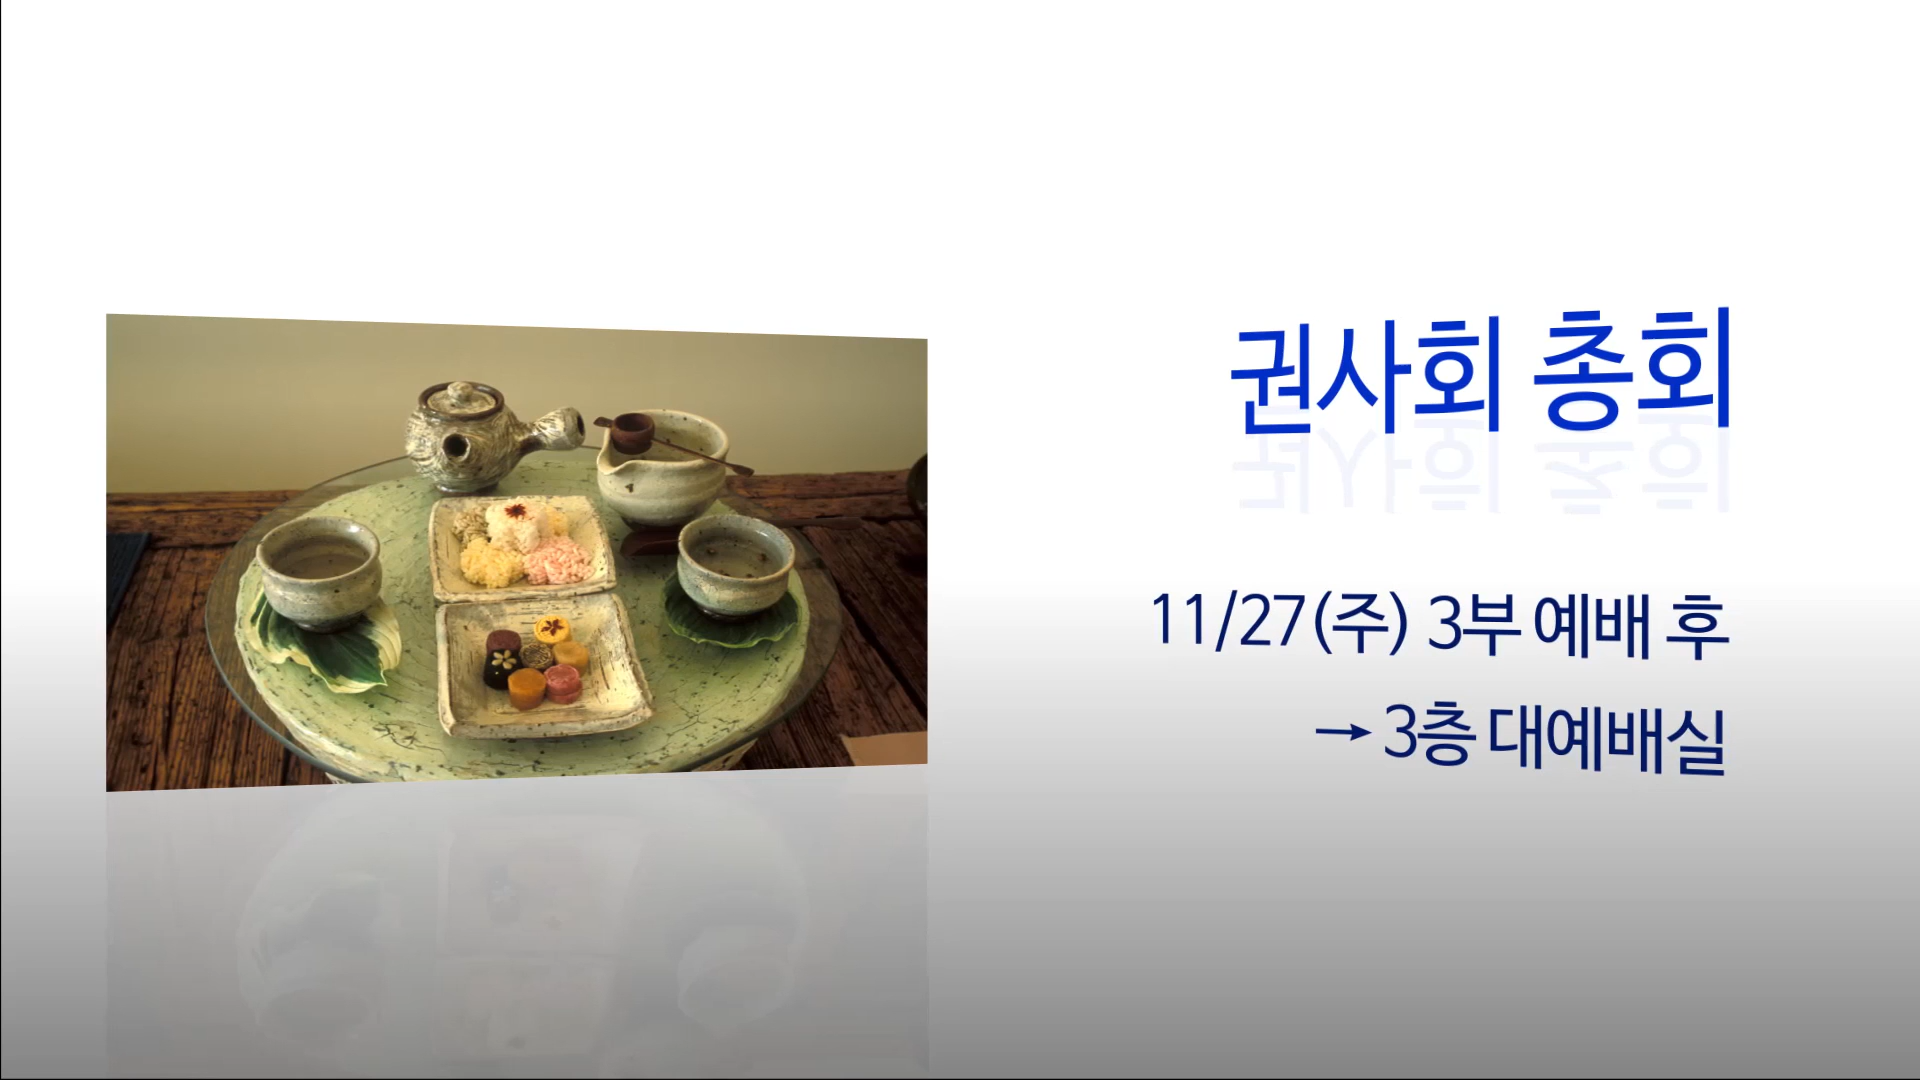 권사회 총회
11/27(주) 3부 예배 후
→ 3층 대예배실